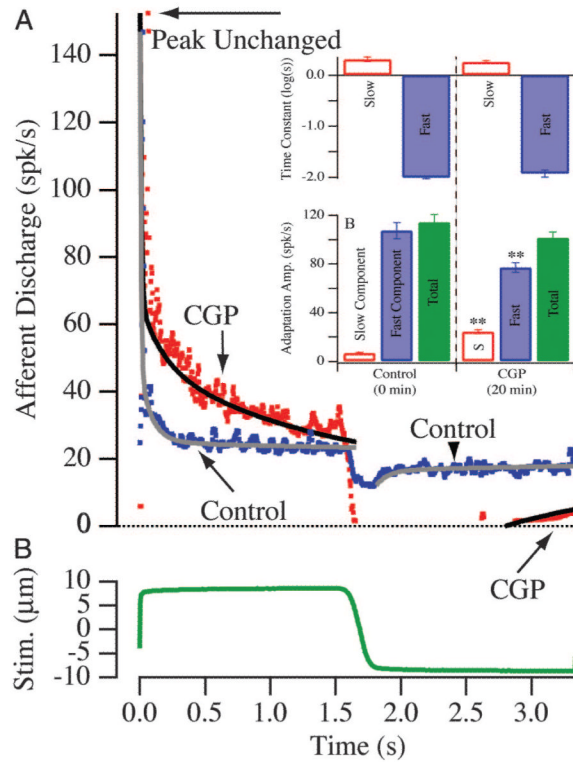 A
Peak Unchanged
Afferent Discharge (spk/s)
140
120
100
80
60
40
20
0
CGP
Control
Control
CGP
Time Constant (log(s))
0.0
-1.0
-2.0
Slow
Fast
Slow
Fast
B
Adaptation Amp. (spk/s)
120
80
40
0
Slow Component
Fast Component
Total
**
S
**
Fast
Total
Control
(0 min)
CGP
(20 min)
B
Stim. (μm)
10
5
0
-5
-10
0.0 0.5 1.0 1.5 2.0 2.5 3.0
Time (s)